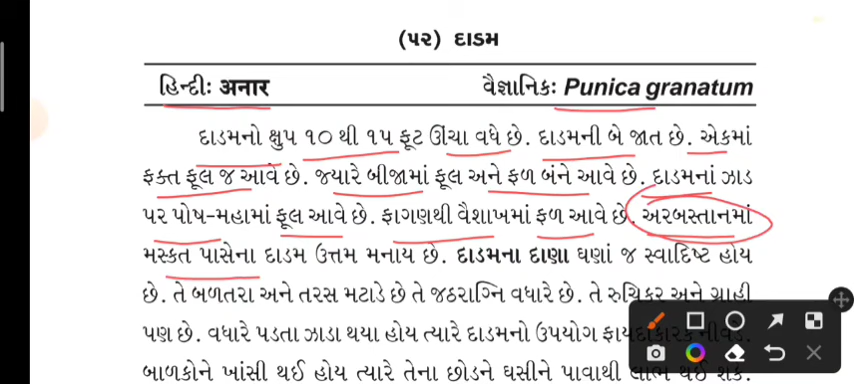 (૫૨) દાડમ
હિન્દીઃ अनार વૈજ્ઞાનિકઃ Punica granatum
દાડમનો ક્ષુપ ૧૦ થી ૧૫ ફૂટ ઊંચા વધે છે. દાડમની બે જાત છે. એકમાં
ફક્ત ફૂલ જ આવે છે. જ્યારે બીજામાં ફૂલ અને ફળ બંને આવે છે. દાડમનાં ઝાડ
પર પોષ-મહામાં ફૂલ આવે છે. ફાગણથી વૈશાખમાં ફળ આવે છે. અરબસ્તાનમાં
મસ્કત પાસેના દાડમ ઉત્તમ મનાય છે. દાડમના દાણા ઘણાં જ સ્વાદિષ્ટ હોય
છે. તે બળતરા અને તરસ મટાડે છે તે જઠરાગ્નિ વધારે છે. તે રુચિકર અને ગ્રાહી
પણ છે. વધારે પડતા ઝાડા થયા હોય ત્યારે દાડમનો ઉપયોગ
બાળકોને ખાંસી થઈ હોય ત્યારે તેના છોડને ઘસીને પાવાથી